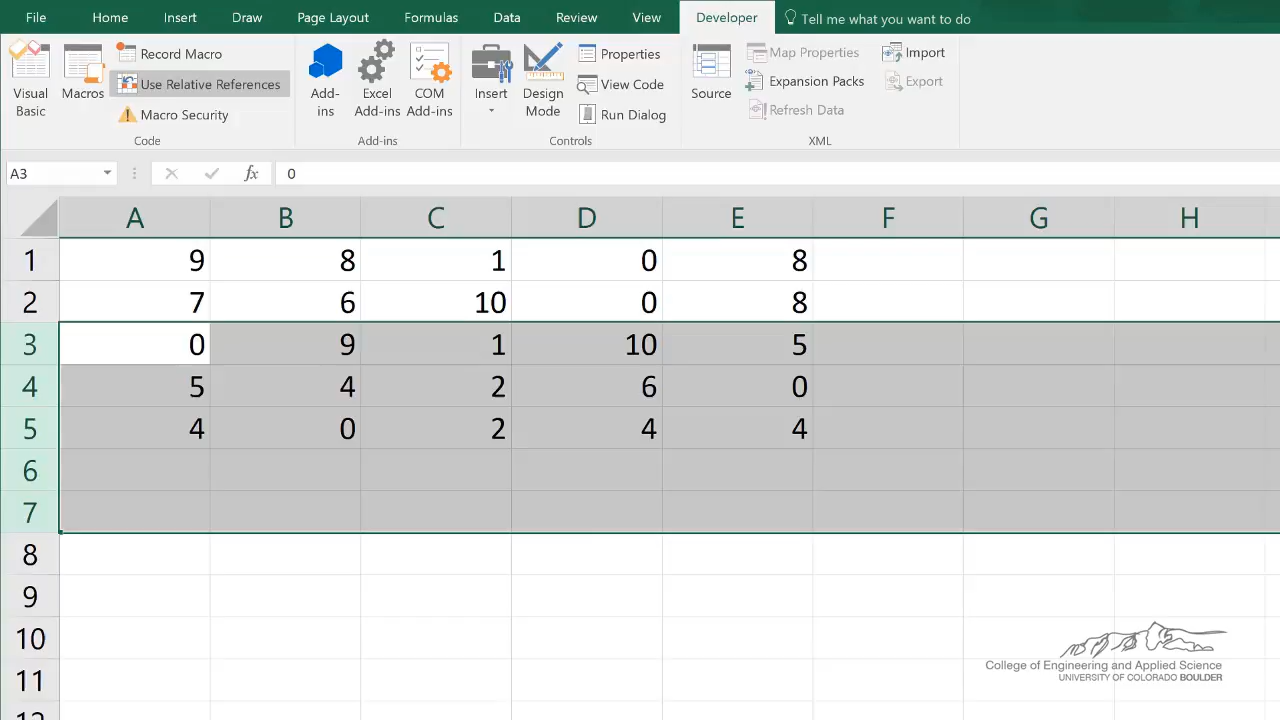 File Home Insert Draw Page Layout Formulas Data Review View Developer Tell me what you want to do
Visual Basic
Macros
Record Macro
Use Relative References
Macro Security
Code
Add-ins
Excel Add-ins
COM Add-ins
Add-ins
Insert
Design Mode
Properties
View Code
Run Dialog
Controls
Source
Map Properties
Expansion Packs
Refresh Data
Import
Export
XML
A3 fx 0
A B C D E F G H
1 9 8 1 0 8
2 7 6 10 0 8
3 0 9 1 10 5
4 5 4 2 6 0
5 4 0 2 4 4
6
7
8
9
10
11
12
College of Engineering and Applied Science
UNIVERSITY OF COLORADO BOULDER